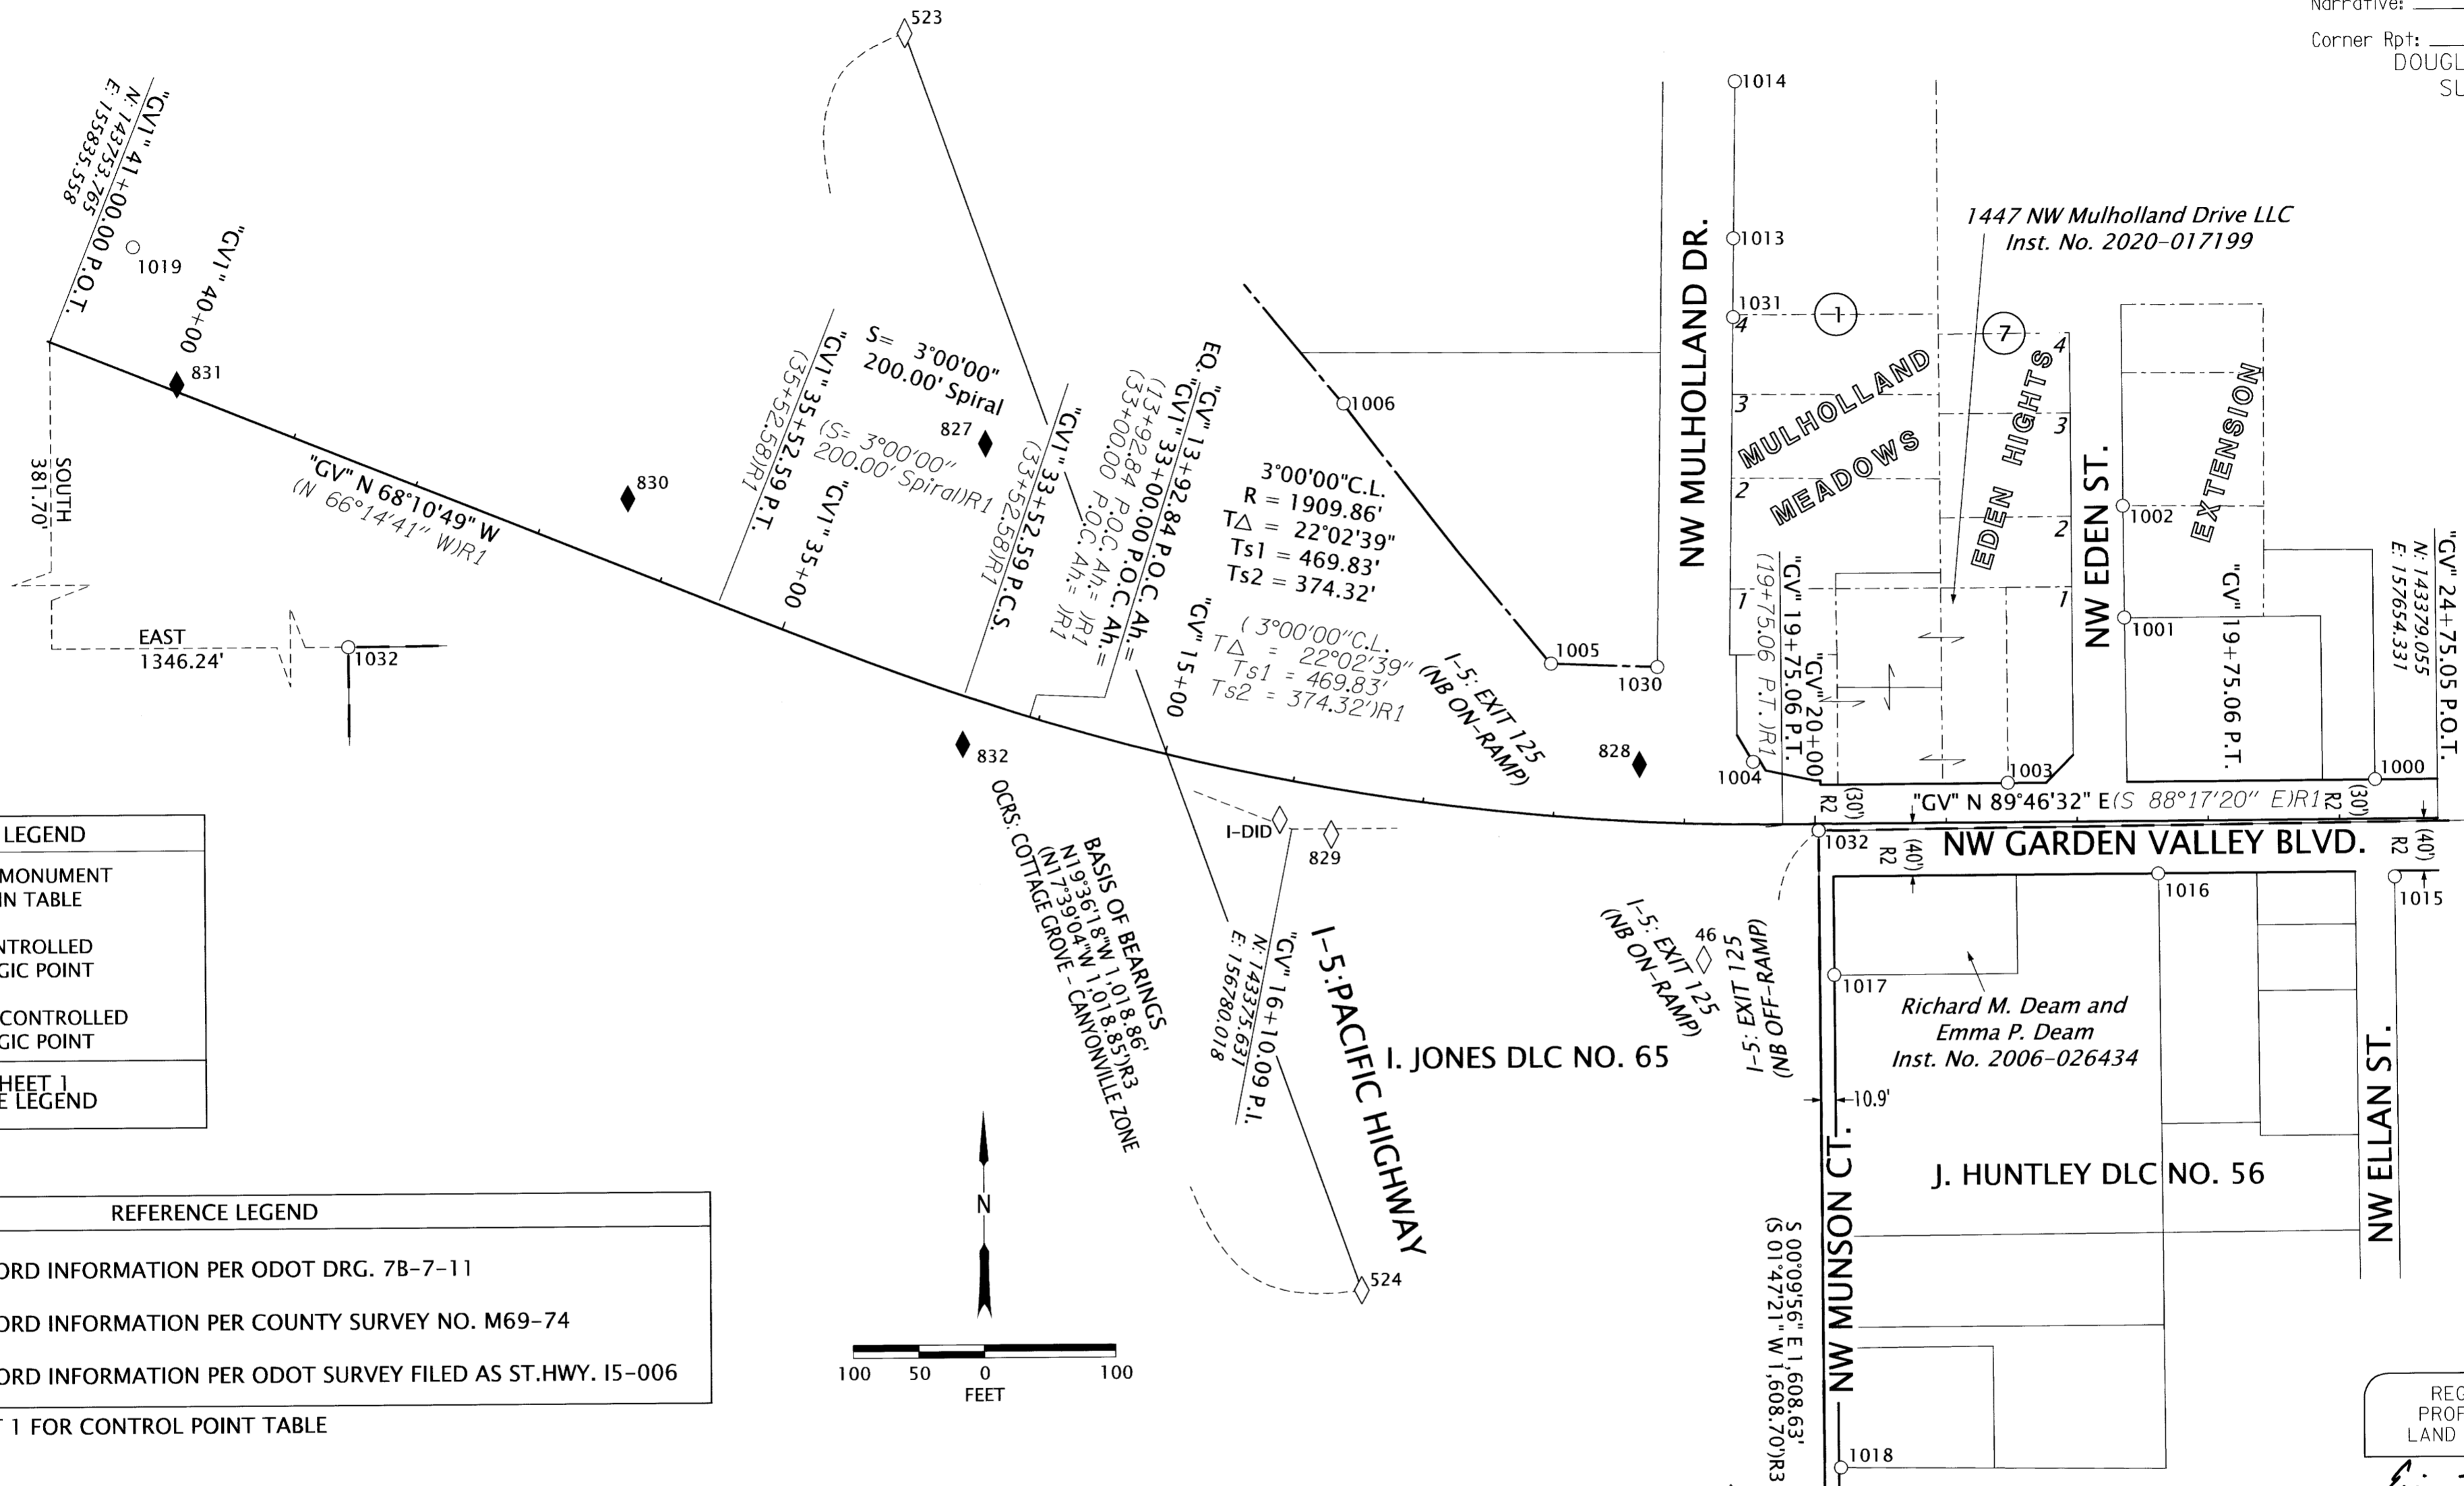 Narrative:
Corner Rpt:
DOUGL
SU
523
"GV1" 41+00.00 P.O.T.
N: 143753.765
E: 155835.558
1019
"GV1" 40+00
831
SOUTH
381.70'
"GV" N 68°10'49" W
(N 66°14'41" W)R1
EAST
1346.24'
1032
830
"GV1" 35+52.59 P.T.
(35+52.58)R1
S= 3°00'00"
200.00' Spiral
(S= 3°00'00"
200.00' Spiral)R1
827
"GV1" 35+00
"GV1" 33+52.59 P.C.S.
(33+52.58)R1
EQ. "GV" 13+92.84 P.O.C. Ah.=
"GV1" 33+00.00 P.O.C. Ah.=
(13+92.84 P.O.C. Ah.= )R1
(33+00.00 P.O.C. Ah.= )R1
3°00'00"C.L.
R = 1909.86'
TΔ = 22°02'39"
Ts1 = 469.83'
Ts2 = 374.32'
( 3°00'00"C.L.
TΔ = 22°02'39"
Ts1 = 469.83'
Ts2 = 374.32')R1
"GV" 15+00
832
1006
1005
1030
I-5: EXIT 125
(NB ON-RAMP)
828
NW MULHOLLAND DR.
1014
1013
1031
4
3
2
1
1
MULHOLLAND
MEADOWS
1447 NW Mulholland Drive LLC
Inst. No. 2020-017199
7
4
3
2
1
EDEN HIGHTS
NW EDEN ST.
EXTENSION
1002
1001
"GV" 19+75.06 P.T.
(19+75.06 P.T.)R1
"GV" 20+00
"GV" 19+75.06 P.T.
"GV" 24+75.05 P.O.T.
N: 143379.055
E: 157654.331
1004
1003
1000
R2 (30')
"GV" N 89°46'32" E(S 88°17'20" E)R1
R2 (30')
NW GARDEN VALLEY BLVD.
R2 (40')
R2 (40')
1032
1016
1015
I-DID
829
OCRS: COTTAGE GROVE - CANYONVILLE ZONE
BASIS OF BEARINGS
N19°36'18"W 1,018.86'
(N17°39'04"W 1,018.85')R3
"GV" 16+10.09 P.I.
N: 143375.631
E: 156780.018
I-5:PACIFIC HIGHWAY
524
I-5: EXIT 125
(NB ON-RAMP)
46
I-5: EXIT 125
(NB OFF-RAMP)
1017
Richard M. Deam and
Emma P. Deam
Inst. No. 2006-026434
I. JONES DLC NO. 65
10.9'
J. HUNTLEY DLC NO. 56
NW MUNSON CT.
NW ELLAN ST.
S 00°09'56" E 1,608.63'
(S 01°47'21" W 1,608.70')R3
1018
LEGEND
MONUMENT
IN TABLE
NTROLLED
GIC POINT
CONTROLLED
GIC POINT
HEET 1
E LEGEND
REFERENCE LEGEND
ORD INFORMATION PER ODOT DRG. 7B-7-11
ORD INFORMATION PER COUNTY SURVEY NO. M69-74
ORD INFORMATION PER ODOT SURVEY FILED AS ST.HWY. I5-006
T 1 FOR CONTROL POINT TABLE
N
100 50 0 100
FEET
REG
PROF
LAND